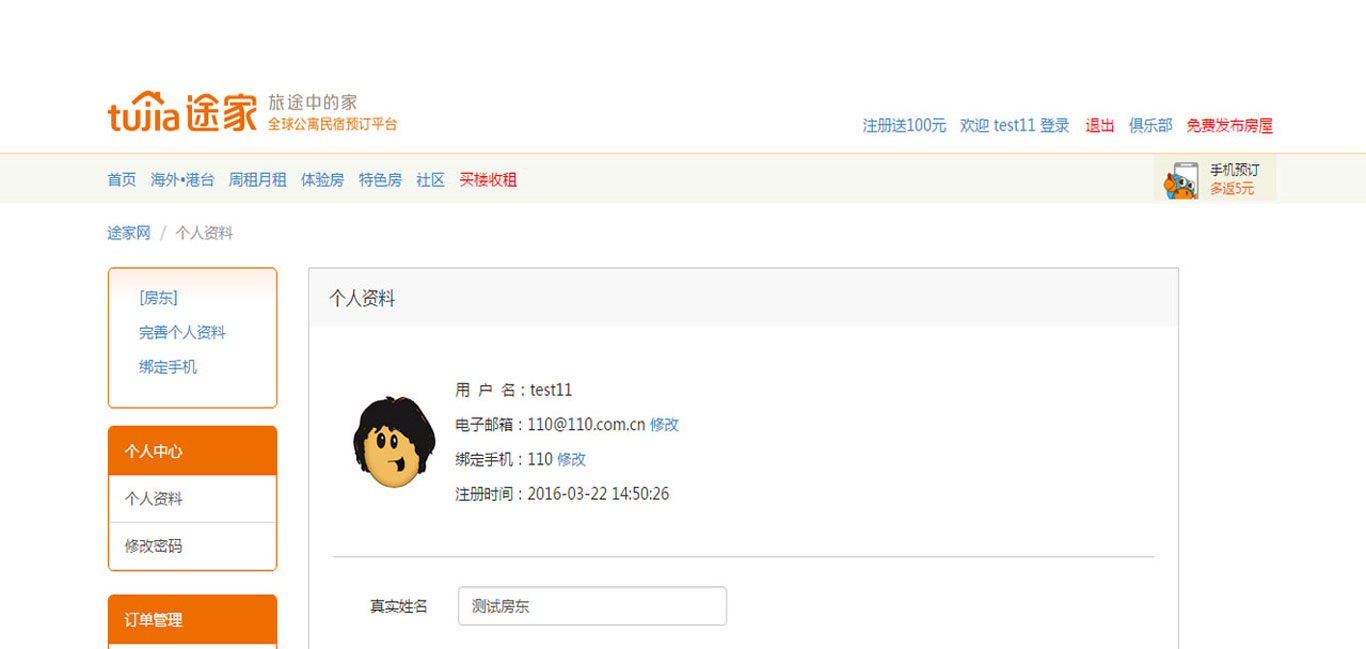 tujia 途家 旅途中的家
全球公寓民宿预订平台
注册送100元 欢迎 test11 登录 退出 俱乐部 免费发布房屋
首页 海外•港台 周租月租 体验房 特色房 社区 买楼收租
手机预订
多返5元
途家网 / 个人资料
[房东]
完善个人资料
绑定手机
个人中心
个人资料
修改密码
订单管理
个人资料
用 户 名：test11
电子邮箱：110@110.com.cn 修改
绑定手机：110 修改
注册时间：2016-03-22 14:50:26
真实姓名 测试房东